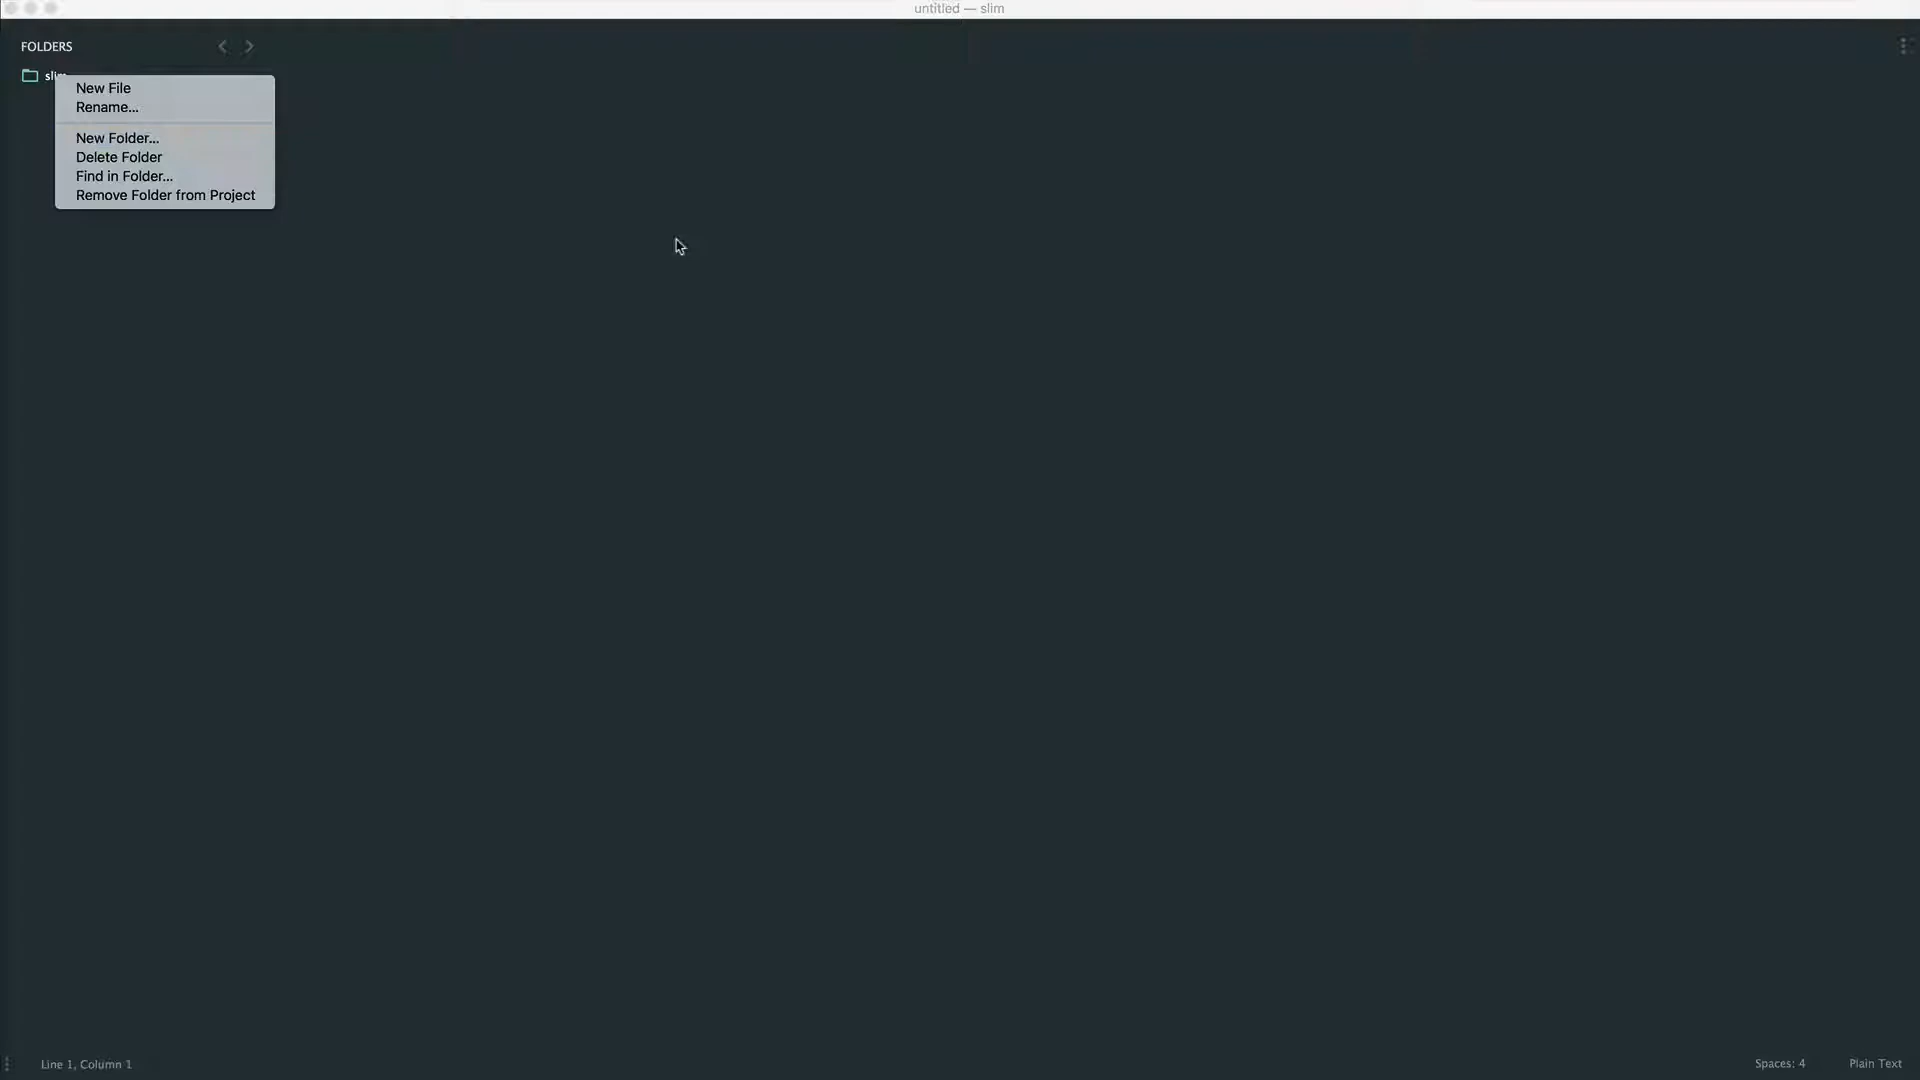 untitled — slim
FOLDERS
New File
Rename...
New Folder...
Delete Folder
Find in Folder...
Remove Folder from Project
Line 1, Column 1
Spaces: 4
Plain Text